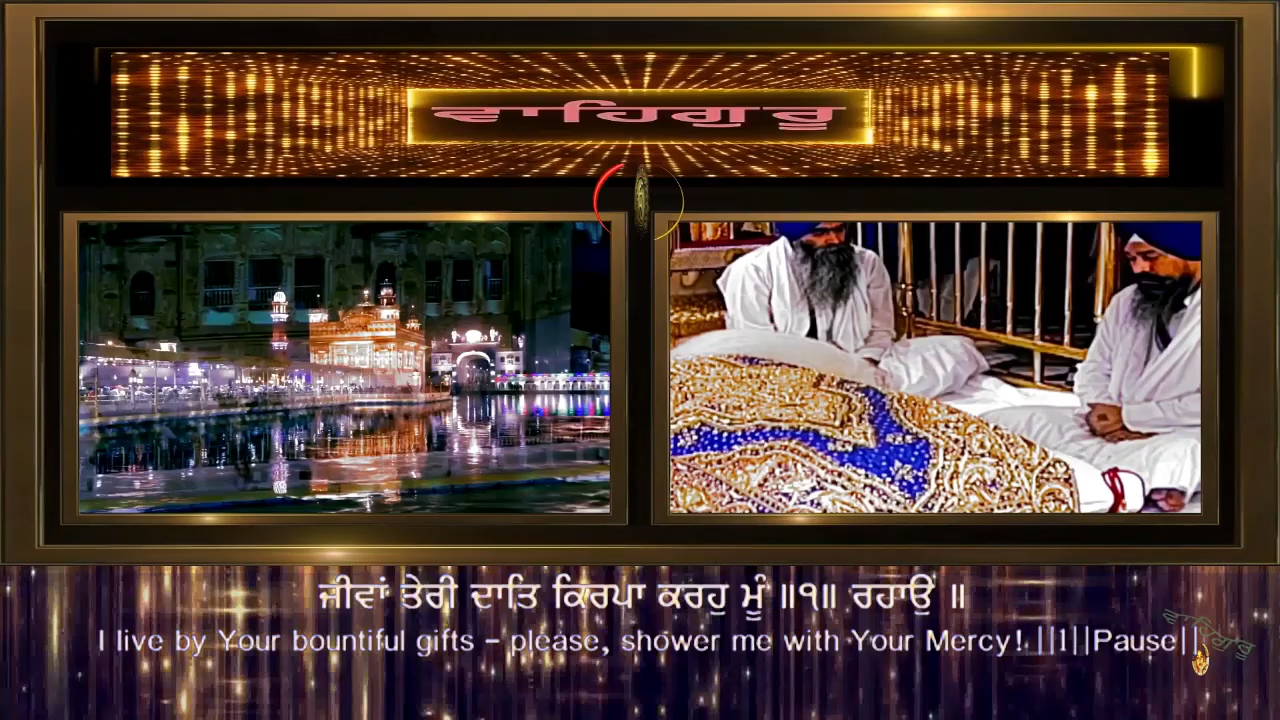 ਵਾਹਿਗੁਰੂ
ਜੀਵਾਂ ਤੇਰੀ ਦਾਤਿ ਕਿਰਪਾ ਕਰਹੁ ਮੂੰ ॥੧॥ ਰਹਾਉ ॥
I live by Your bountiful gifts - please, shower me with Your Mercy! ||1||Pause||
ਵਾਹਿਗੁਰੂ